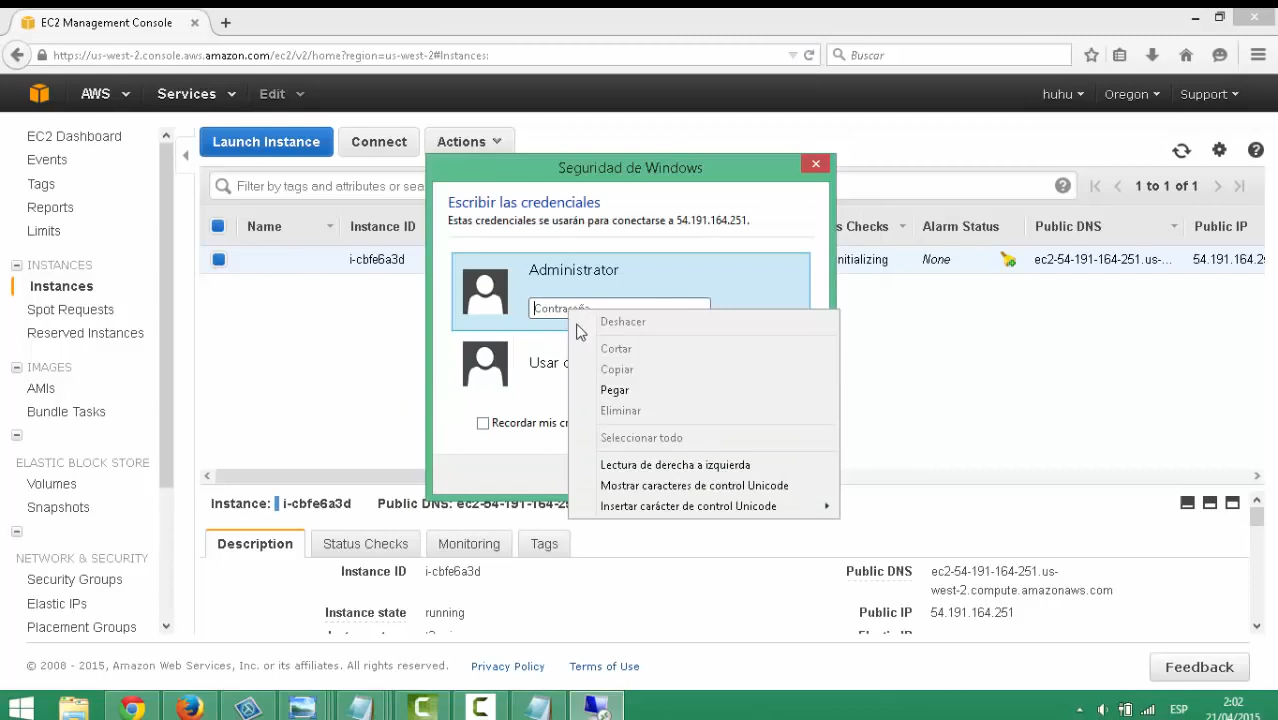 EC2 Management Console
https://us-west-2.console.aws.amazon.com/ec2/v2/home?region=us-west-2#Instances:
Buscar
AWS Services Edit huhu Oregon Support
EC2 Dashboard
Events
Tags
Reports
Limits
INSTANCES
Instances
Spot Requests
Reserved Instances
IMAGES
AMIs
Bundle Tasks
ELASTIC BLOCK STORE
Volumes
Snapshots
NETWORK & SECURITY
Security Groups
Elastic IPs
Placement Groups
Launch Instance Connect Actions
Filter by tags and attributes or sea
1 to 1 of 1
Name Instance ID Checks Alarm Status Public DNS Public IP
i-cbfe6a3d nitializing None ec2-54-191-164-251.us-... 54.191.164.2
Seguridad de Windows
Escribir las credenciales
Estas credenciales se usarán para conectarse a 54.191.164.251.
Administrator
Contraseña
Usar
Recordar mis cr
Deshacer
Cortar
Copiar
Pegar
Eliminar
Seleccionar todo
Lectura de derecha a izquierda
Mostrar caracteres de control Unicode
Insertar carácter de control Unicode
Instance: i-cbfe6a3d Public DNS: ec2-54-191-164-2
Description Status Checks Monitoring Tags
Instance ID i-cbfe6a3d Public DNS ec2-54-191-164-251.us-
west-2.compute.amazonaws.com
Instance state running Public IP 54.191.164.251
© 2008 - 2015, Amazon Web Services, Inc. or its affiliates. All rights reserved. Privacy Policy Terms of Use Feedback
ESP
2:02
21/04/2015